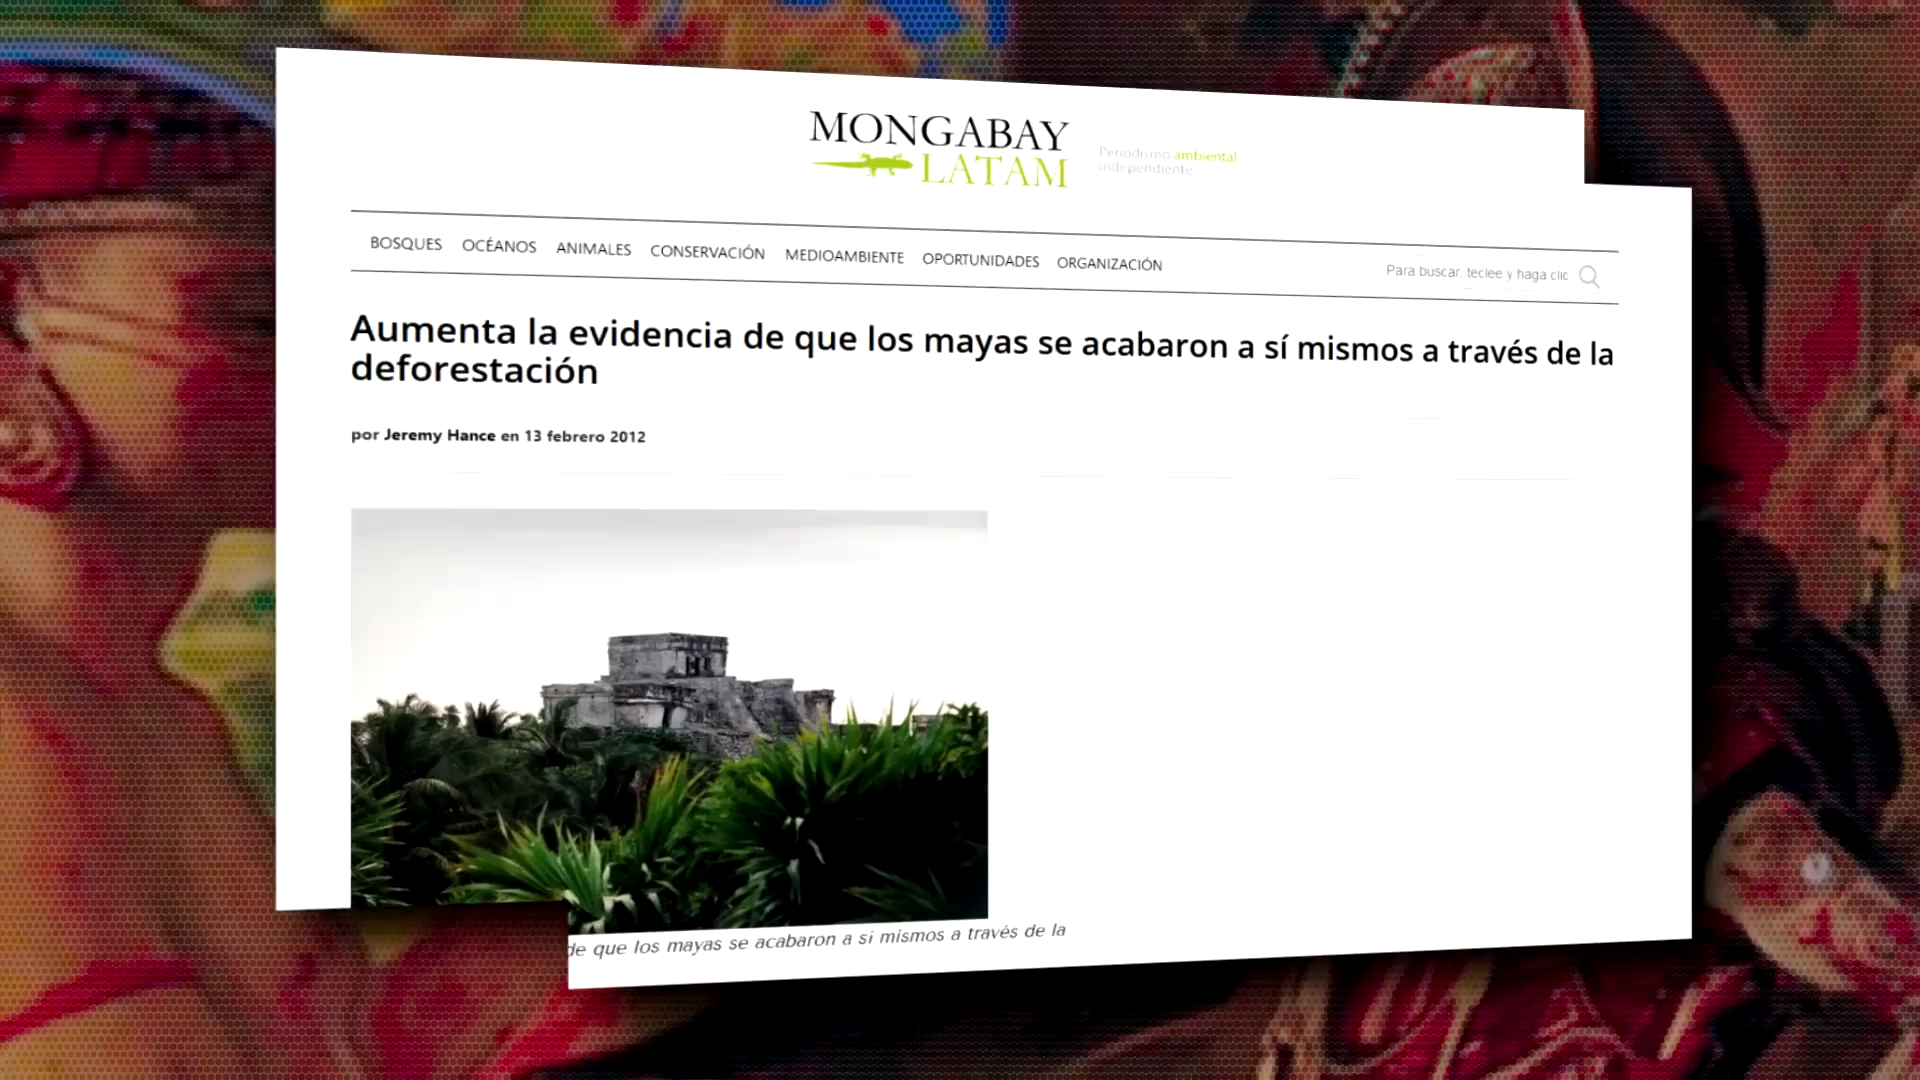 MONGABAY
LATAM
Periodismo ambiental
independiente
BOSQUES OCÉANOS ANIMALES CONSERVACIÓN MEDIOAMBIENTE OPORTUNIDADES ORGANIZACIÓN
Para buscar, teclee y haga clic
Aumenta la evidencia de que los mayas se acabaron a sí mismos a través de la
deforestación
por Jeremy Hance en 13 febrero 2012
de que los mayas se acabaron a sí mismos a través de la